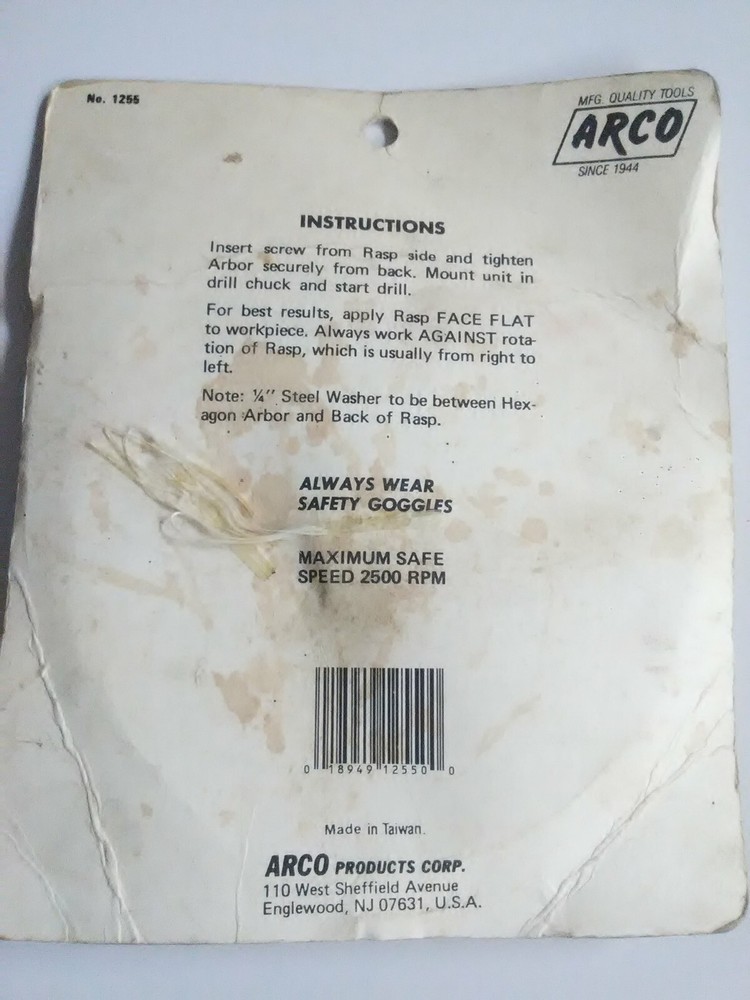 No. 1255
MFG. QUALITY TOOLS
ARCO
SINCE 1944
INSTRUCTIONS
Insert screw from Rasp side and tighten
Arbor securely from back. Mount unit in
drill chuck and start drill.
For best results, apply Rasp FACE FLAT
to workpiece. Always work AGAINST rota-
tion of Rasp, which is usually from right to
left.
Note: ¼″ Steel Washer to be between Hex-
agon Arbor and Back of Rasp.
ALWAYS WEAR
SAFETY GOGGLES
MAXIMUM SAFE
SPEED 2500 RPM
0 18949 12550 0
Made in Taiwan.
ARCO PRODUCTS CORP.
110 West Sheffield Avenue
Englewood, NJ 07631, U.S.A.